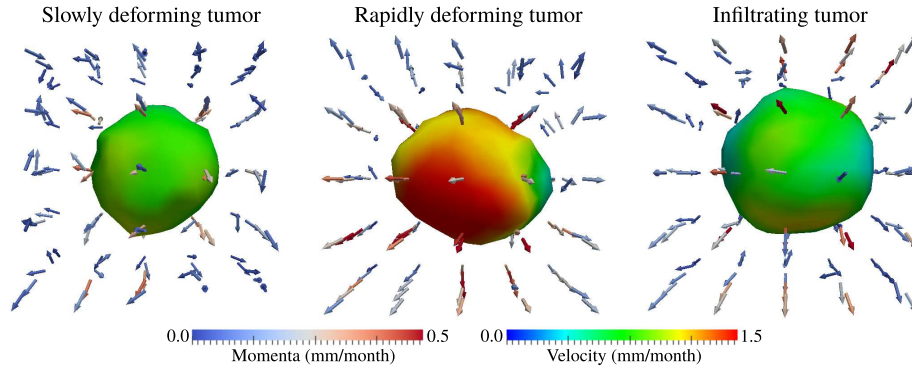 Slowly deforming tumor Rapidly deforming tumor Infiltrating tumor
0.0 0.5 0.0 1.5
Momenta (mm/month) Velocity (mm/month)